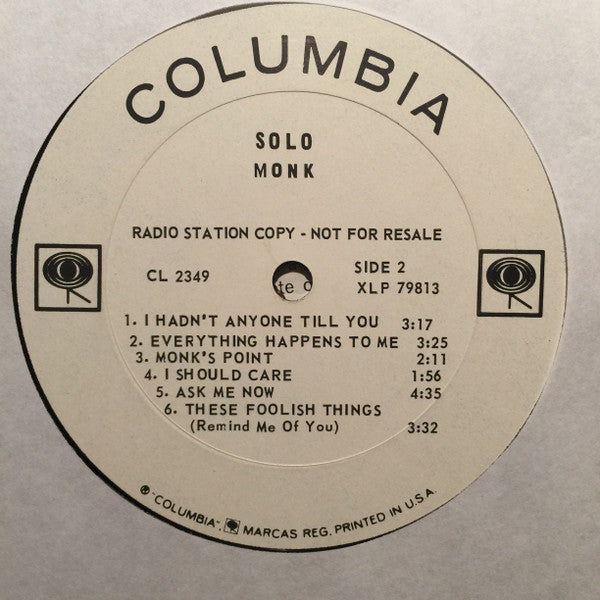 COLUMBIA
SOLO
MONK
RADIO STATION COPY - NOT FOR RESALE
CL 2349
SIDE 2
XLP 79813
te
1. I HADN'T ANYONE TILL YOU 3:17
2. EVERYTHING HAPPENS TO ME 3:25
3. MONK'S POINT 2:11
4. I SHOULD CARE 1:56
5. ASK ME NOW 4:35
6. THESE FOOLISH THINGS
(Remind Me Of You) 3:32
℗ "COLUMBIA", MARCAS REG. PRINTED IN U.S.A.